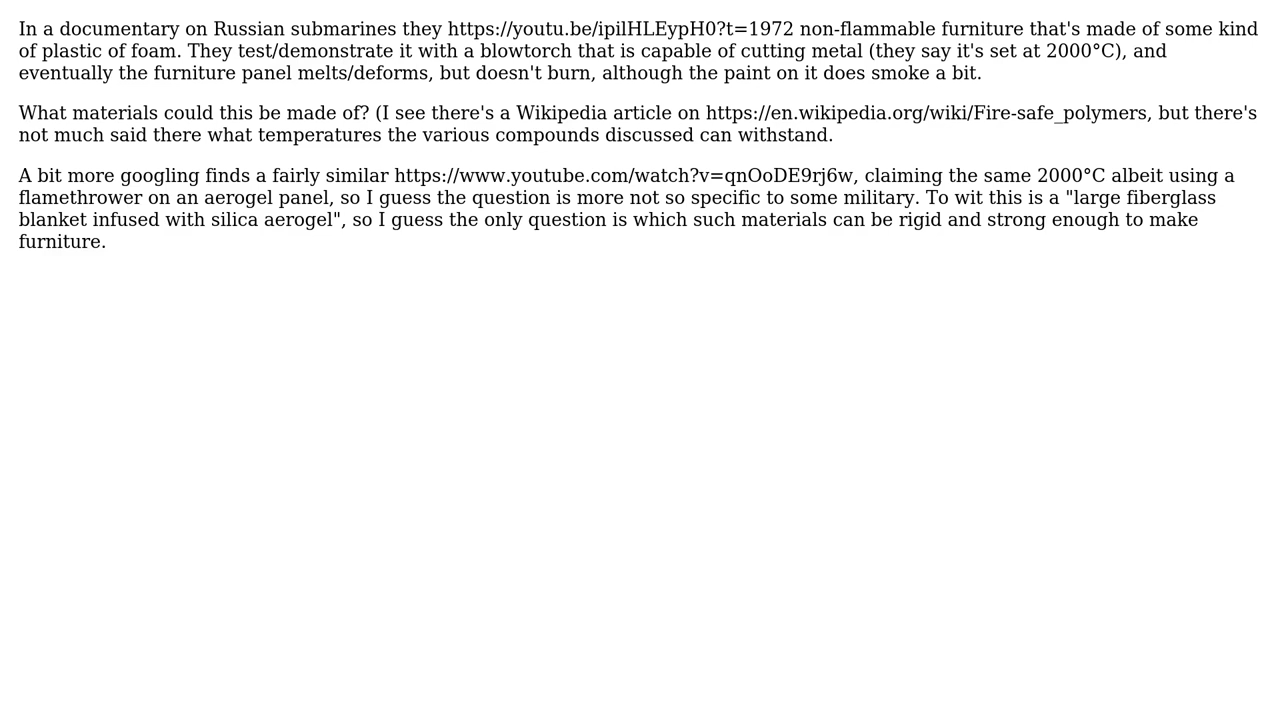 In a documentary on Russian submarines they https://youtu.be/ipilHLEypH0?t=1972 non-flammable furniture that's made of some kind
of plastic of foam. They test/demonstrate it with a blowtorch that is capable of cutting metal (they say it's set at 2000°C), and
eventually the furniture panel melts/deforms, but doesn't burn, although the paint on it does smoke a bit.
What materials could this be made of? (I see there's a Wikipedia article on https://en.wikipedia.org/wiki/Fire-safe_polymers, but there's
not much said there what temperatures the various compounds discussed can withstand.
A bit more googling finds a fairly similar https://www.youtube.com/watch?v=qnOoDE9rj6w, claiming the same 2000°C albeit using a
flamethrower on an aerogel panel, so I guess the question is more not so specific to some military. To wit this is a "large fiberglass
blanket infused with silica aerogel", so I guess the only question is which such materials can be rigid and strong enough to make
furniture.